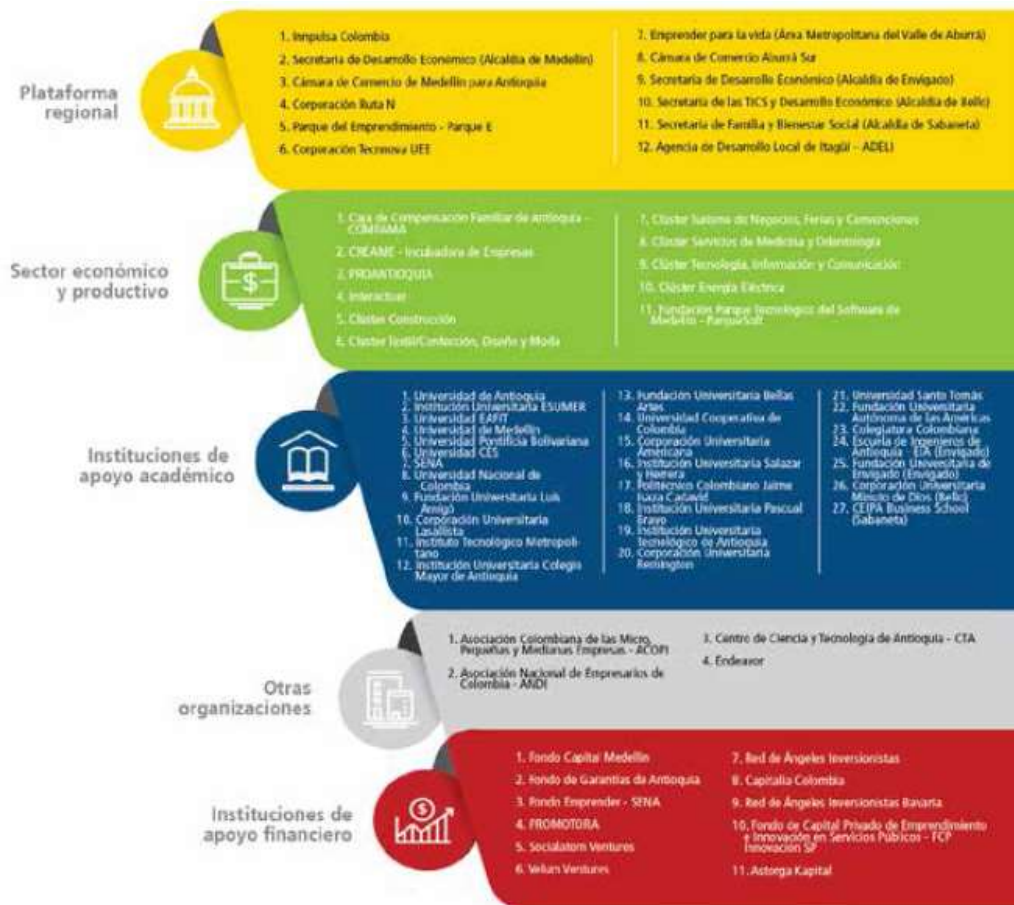 Plataforma
regional
1. Innpulsa Colombia
2. Secretaria de Desarrollo Económico (Alcaldía de Medellín)
3. Cámara de Comercio de Medellín para Antioquia
4. Corporación Ruta N
5. Parque del Emprendimiento - Parque E
6. Corporación Tecnnova UEE
7. Emprender para la vida (Área Metropolitana del Valle de Aburrá)
8. Cámara de Comercio Aburrá Sur
9. Secretaria de Desarrollo Económico (Alcaldía de Envigado)
10. Secretaria de las TICS y Desarrollo Económico (Alcaldía de Bello)
11. Secretaria de Familia y Bienestar Social (Alcaldía de Sabaneta)
12. Agencia de Desarrollo Local de Itagüí - ADELI
Sector económico
y productivo
1. Caja de Compensación Familiar de Antioquia -
COMFAMA
2. CREAME - Incubadora de Empresas
3. PROANTIOQUIA
4. Interactuar
5. Clúster Construcción
6. Clúster Textil/Confección, Diseño y Moda
7. Clúster Turismo de Negocios, Ferias y Convenciones
8. Clúster Servicios de Medicina y Odontología
9. Clúster Tecnología, Información y Comunicación
10. Clúster Energía Eléctrica
11. Fundación Parque Tecnológico del Software de
Medellín - ParqueSoft
Instituciones de
apoyo académico
1. Universidad de Antioquia
2. Institución Universitaria ESUMER
3. Universidad EAFIT
4. Universidad de Medellín
5. Universidad Pontificia Bolivariana
6. Universidad CES
7. SENA
8. Universidad Nacional de
Colombia
9. Fundación Universitaria Luis
Amigó
10. Corporación Universitaria
Lasallista
11. Instituto Tecnológico Metropoli-
tano
12. Institución Universitaria Colegio
Mayor de Antioquia
13. Fundación Universitaria Bellas
Artes
14. Universidad Cooperativa de
Colombia
15. Corporación Universitaria
Americana
16. Institución Universitaria Salazar
y Herrera
17. Politécnico Colombiano Jaime
Isaza Cadavid
18. Institución Universitaria Pascual
Bravo
19. Institución Universitaria
Tecnológico de Antioquia
20. Corporación Universitaria
Remington
21. Universidad Santo Tomás
22. Fundación Universitaria
Autónoma de las Américas
23. Colegiatura Colombiana
24. Escuela de Ingenieros de
Antioquia - EIA (Envigado)
25. Fundación Universitaria de
Envigado (Envigado)
26. Corporación Universitaria
Minuto de Dios (Bello)
27. CEIPA Business School
(Sabaneta)
Otras
organizaciones
1. Asociación Colombiana de las Micro,
Pequeñas y Medianas Empresas - ACOPI
2. Asociación Nacional de Empresarios de
Colombia - ANDI
3. Centro de Ciencia y Tecnología de Antioquia - CTA
4. Endeavor
Instituciones de
apoyo financiero
1. Fondo Capital Medellín
2. Fondo de Garantías de Antioquia
3. Fondo Emprender - SENA
4. PROMOTORA
5. Socialatom Ventures
6. Velum Ventures
7. Red de Ángeles Inversionistas
8. Capitalia Colombia
9. Red de Ángeles Inversionistas Bavaria
10. Fondo de Capital Privado de Emprendimiento
e Innovación en Servicios Públicos - FCP
Innovación SP
11. Astorga Kapital